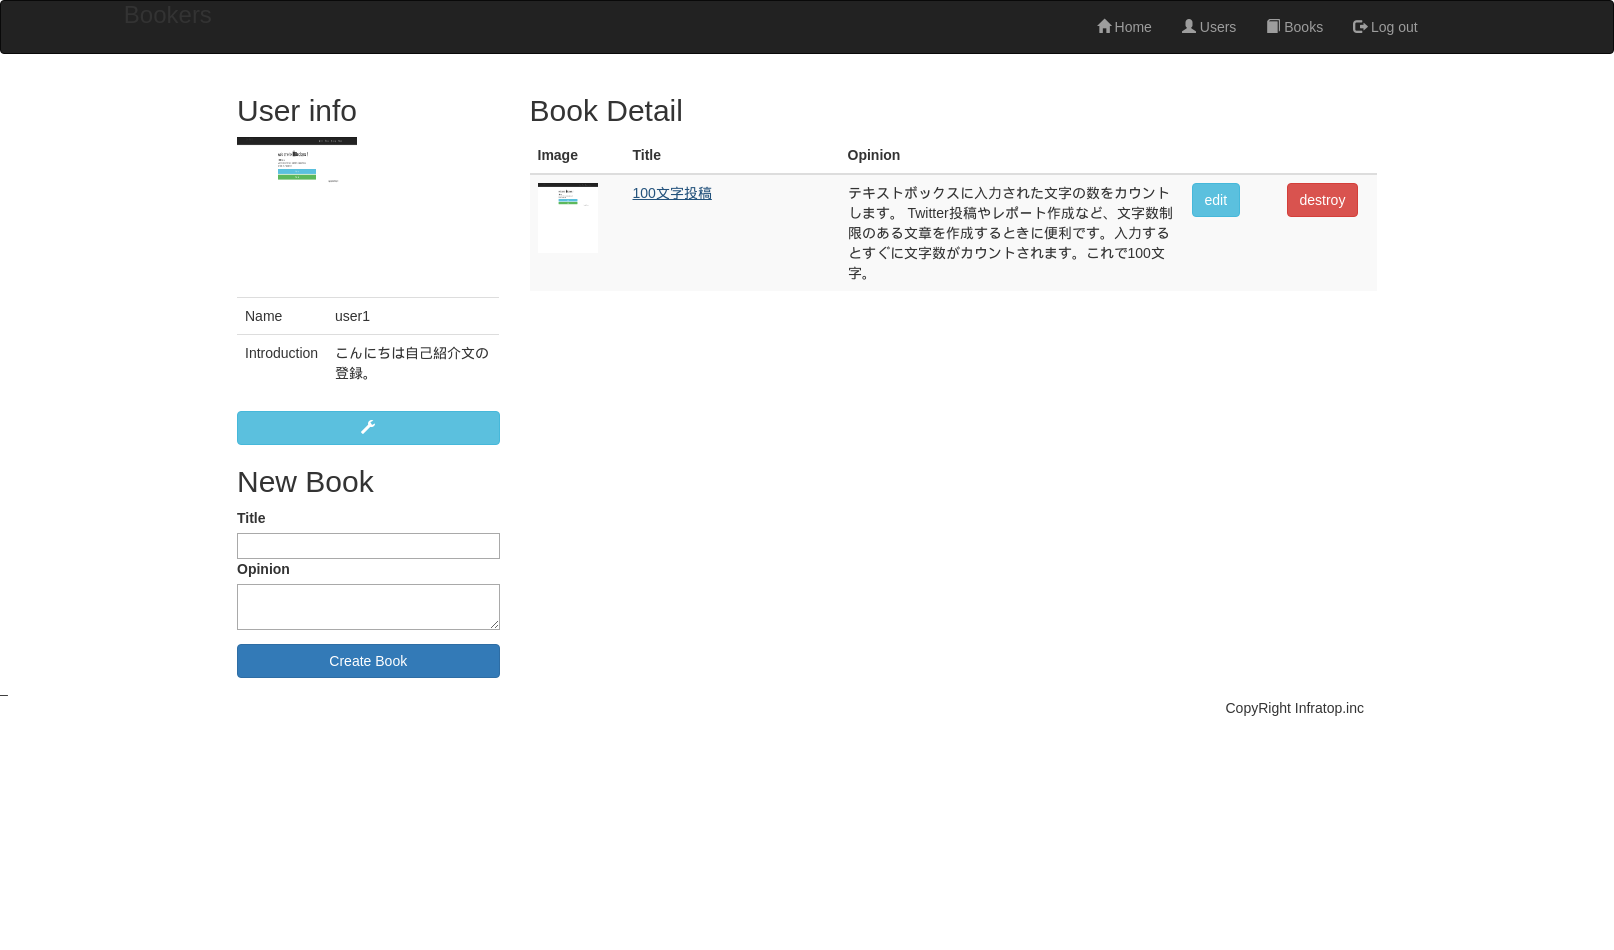 Bookers
Home Users Books Log out
User info
Name user1
Introduction こんにちは自己紹介文の
登録。
New Book
Title
Opinion
Create Book
Book Detail
Image Title Opinion
100文字投稿 テキストボックスに入力された文字の数をカウント edit destroy
します。 Twitter投稿やレポート作成など、文字数制
限のある文章を作成するときに便利です。入力する
とすぐに文字数がカウントされます。これで100文
字。
CopyRight Infratop.inc